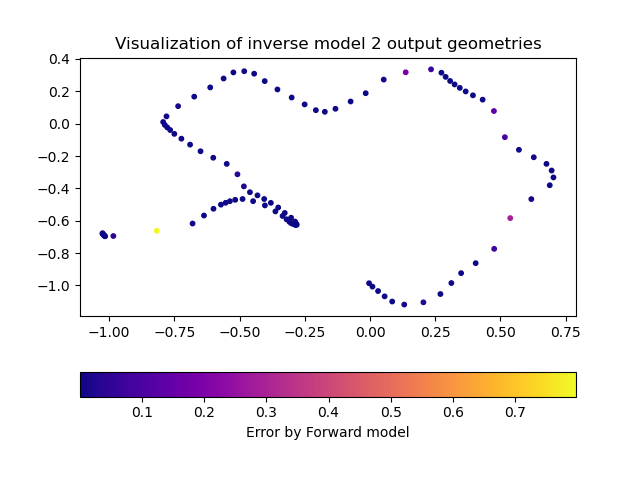 Visualization of inverse model 2 output geometries
0.4
0.2
0.0
−0.2
−0.4
−0.6
−0.8
−1.0
−1.00 −0.75 −0.50 −0.25 0.00 0.25 0.50 0.75
0.1 0.2 0.3 0.4 0.5 0.6 0.7
Error by Forward model